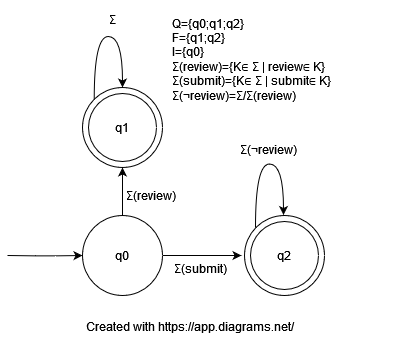 Σ
Q={q0;q1;q2}
F={q1;q2}
I={q0}
Σ(review)={K∈ Σ | review∈ K}
Σ(submit)={K∈ Σ | submit∈ K}
Σ(¬review)=Σ/Σ(review)
q1
Σ(¬review)
Σ(review)
q0
q2
Σ(submit)
Created with https://app.diagrams.net/